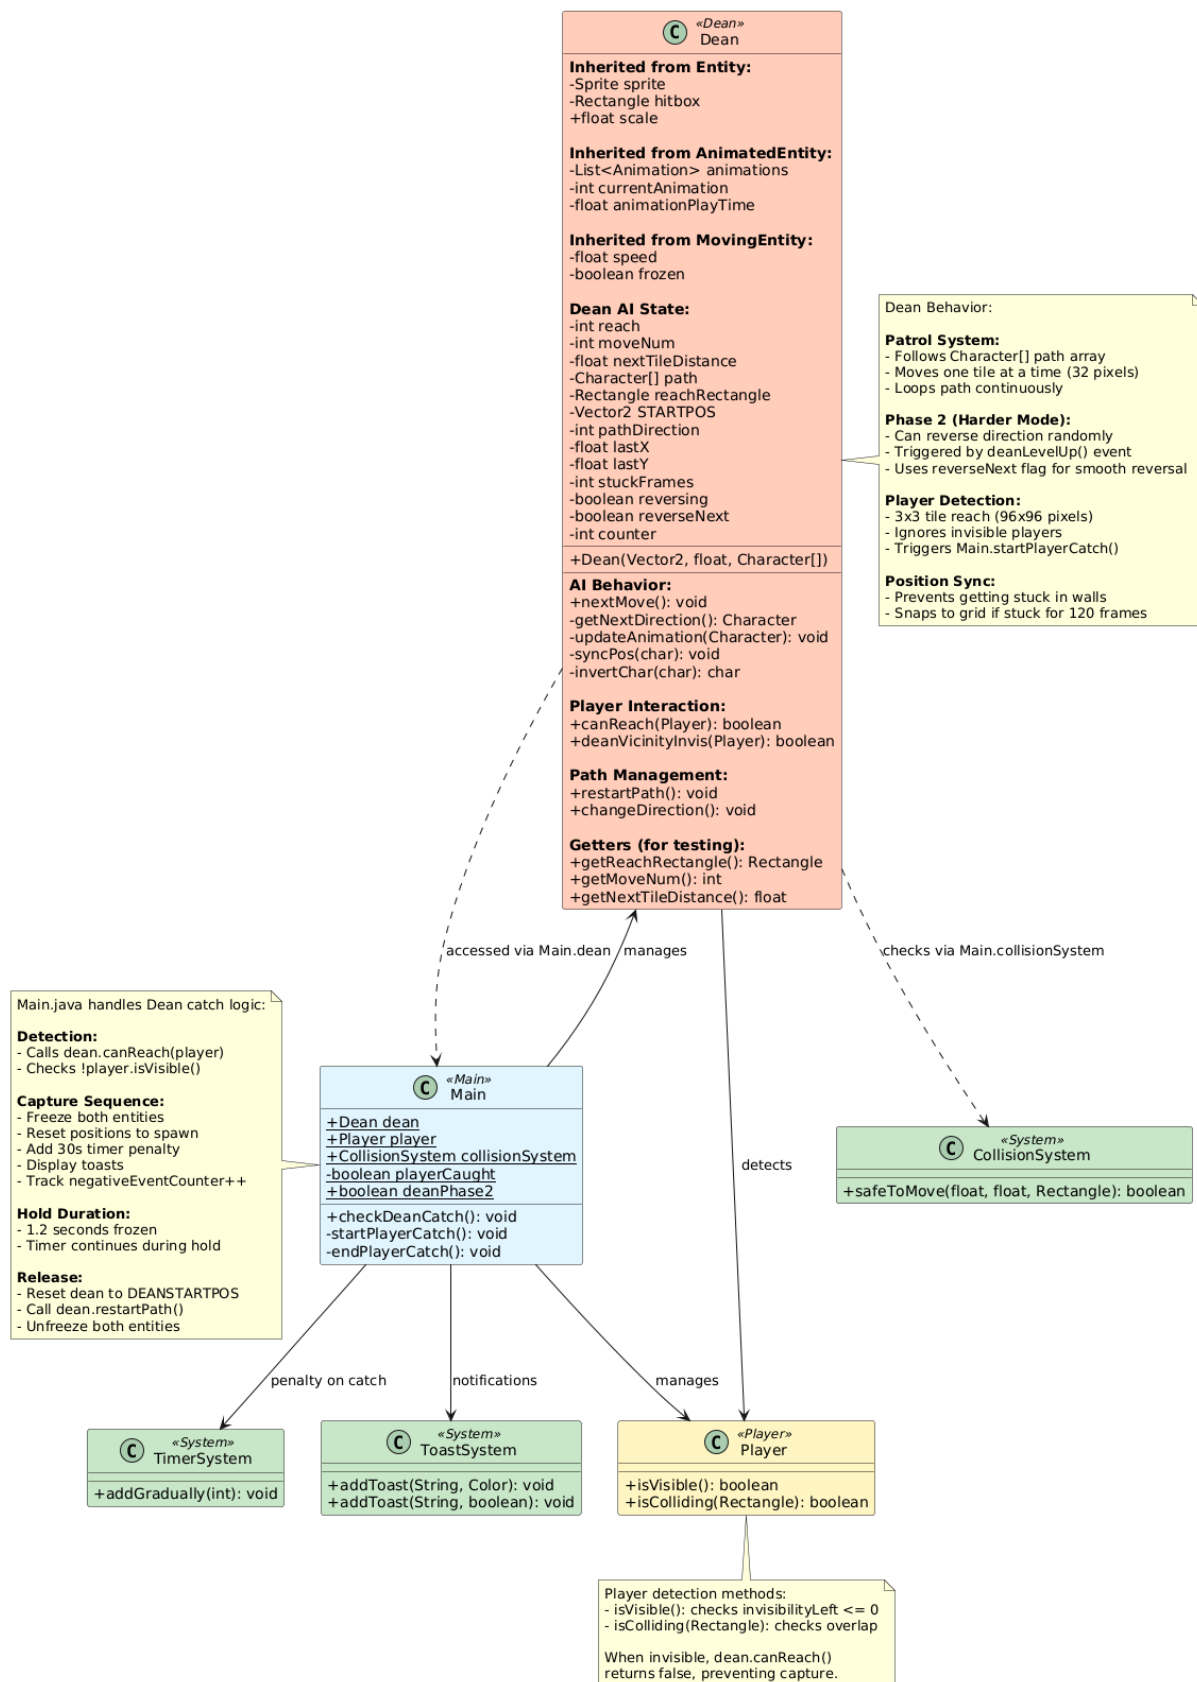 «Dean»
Dean
Inherited from Entity:
-Sprite sprite
-Rectangle hitbox
+float scale
Inherited from AnimatedEntity:
-List<Animation> animations
-int currentAnimation
-float animationPlayTime
Inherited from MovingEntity:
-float speed
-boolean frozen
Dean AI State:
-int reach
-int moveNum
-float nextTileDistance
-Character[] path
-Rectangle reachRectangle
-Vector2 STARTPOS
-int pathDirection
-float lastX
-float lastY
-int stuckFrames
-boolean reversing
-boolean reverseNext
-int counter
+Dean(Vector2, float, Character[])
AI Behavior:
+nextMove(): void
-getNextDirection(): Character
-updateAnimation(Character): void
-syncPos(char): void
-invertChar(char): char
Player Interaction:
+canReach(Player): boolean
+deanVicinityInvis(Player): boolean
Path Management:
+restartPath(): void
+changeDirection(): void
Getters (for testing):
+getReachRectangle(): Rectangle
+getMoveNum(): int
+getNextTileDistance(): float
Dean Behavior:
Patrol System:
- Follows Character[] path array
- Moves one tile at a time (32 pixels)
- Loops path continuously
Phase 2 (Harder Mode):
- Can reverse direction randomly
- Triggered by deanLevelUp() event
- Uses reverseNext flag for smooth reversal
Player Detection:
- 3x3 tile reach (96x96 pixels)
- Ignores invisible players
- Triggers Main.startPlayerCatch()
Position Sync:
- Prevents getting stuck in walls
- Snaps to grid if stuck for 120 frames
accessed via Main.dean
manages
checks via Main.collisionSystem
Main.java handles Dean catch logic:
Detection:
- Calls dean.canReach(player)
- Checks !player.isVisible()
Capture Sequence:
- Freeze both entities
- Reset positions to spawn
- Add 30s timer penalty
- Display toasts
- Track negativeEventCounter++
Hold Duration:
- 1.2 seconds frozen
- Timer continues during hold
Release:
- Reset dean to DEANSTARTPOS
- Call dean.restartPath()
- Unfreeze both entities
«Main»
Main
+Dean dean
+Player player
+CollisionSystem collisionSystem
-boolean playerCaught
+boolean deanPhase2
+checkDeanCatch(): void
-startPlayerCatch(): void
-endPlayerCatch(): void
detects
«System»
CollisionSystem
+safeToMove(float, float, Rectangle): boolean
penalty on catch
notifications
manages
«System»
TimerSystem
+addGradually(int): void
«System»
ToastSystem
+addToast(String, Color): void
+addToast(String, boolean): void
«Player»
Player
+isVisible(): boolean
+isColliding(Rectangle): boolean
Player detection methods:
- isVisible(): checks invisibilityLeft <= 0
- isColliding(Rectangle): checks overlap
When invisible, dean.canReach()
returns false, preventing capture.
C
C
C
C
C
C